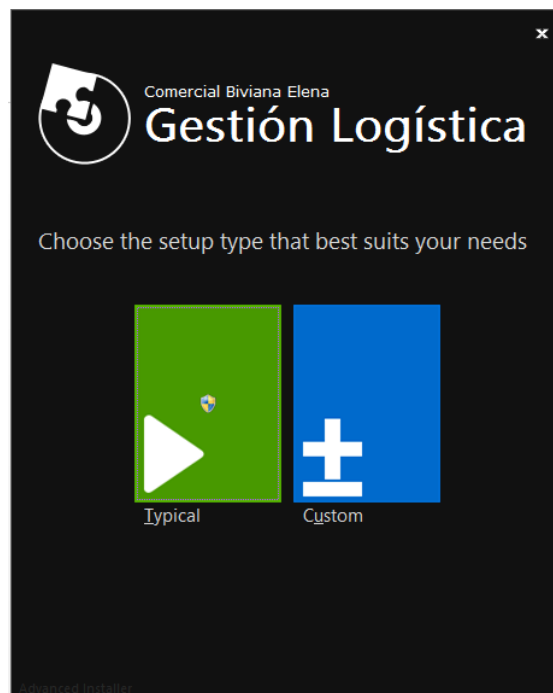 Comercial Biviana Elena
Gestión Logística
Choose the setup type that best suits your needs
Typical
Custom
Advanced Installer